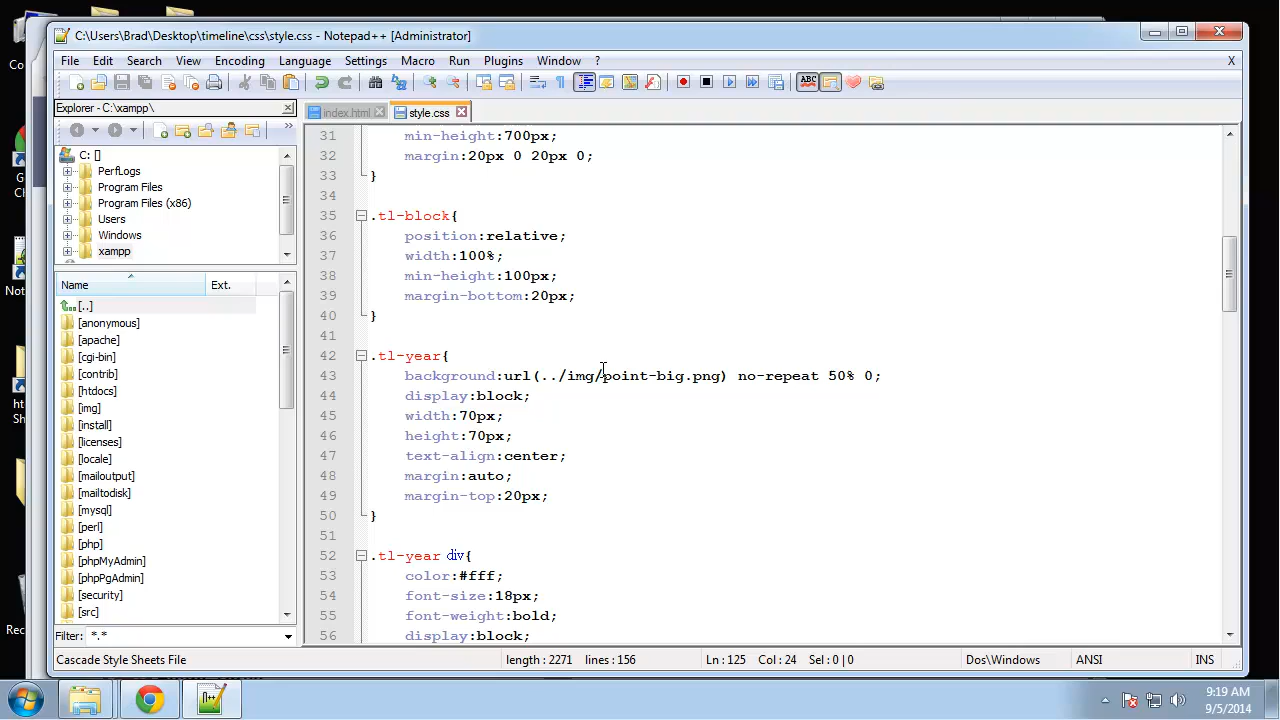 C:\Users\Brad\Desktop\timeline\css\style.css - Notepad++ [Administrator]
File Edit Search View Encoding Language Settings Macro Run Plugins Window ? X
Explorer - C:\xampp\
index.html style.css
C: []
PerfLogs
Program Files
Program Files (x86)
Users
Windows
xampp
Name Ext.
[..]
[anonymous]
[apache]
[cgi-bin]
[contrib]
[htdocs]
[img]
[install]
[licenses]
[locale]
[mailoutput]
[mailtodisk]
[mysql]
[perl]
[php]
[phpMyAdmin]
[phpPgAdmin]
[security]
[src]
Filter: *.*
31 min-height:700px;
32 margin:20px 0 20px 0;
33 }
34
35 .tl-block{
36 position:relative;
37 width:100%;
38 min-height:100px;
39 margin-bottom:20px;
40 }
41
42 .tl-year{
43 background:url(../img/point-big.png) no-repeat 50% 0;
44 display:block;
45 width:70px;
46 height:70px;
47 text-align:center;
48 margin:auto;
49 margin-top:20px;
50 }
51
52 .tl-year div{
53 color:#fff;
54 font-size:18px;
55 font-weight:bold;
56 display:block;
Cascade Style Sheets File length : 2271 lines : 156 Ln : 125 Col : 24 Sel : 0 | 0 Dos\Windows ANSI INS
9:19 AM
9/5/2014